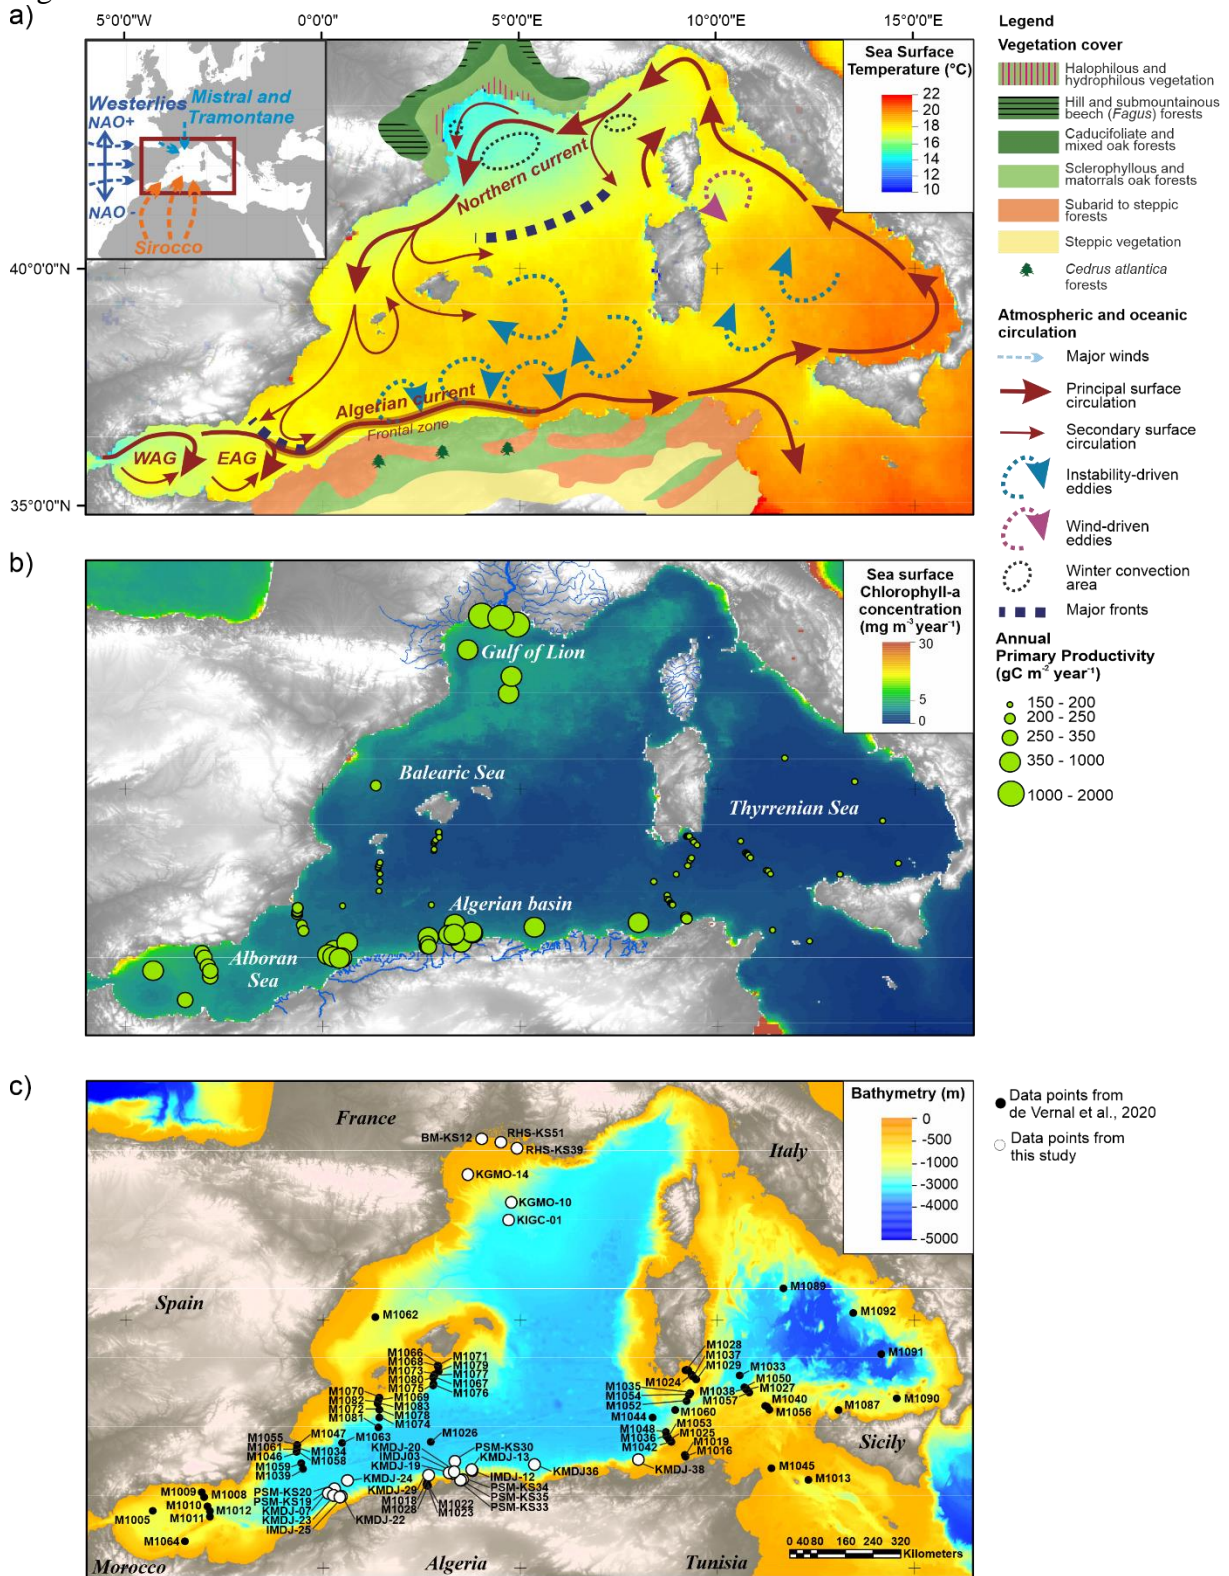 a)
5°0'0"W
0°0'0"
5°0'0"E
10°0'0"E
15°0'0"E
40°0'0"N
35°0'0"N
Westerlies
NAO+
NAO-
Mistral and
Tramontane
Sirocco
Sea Surface
Temperature (°C)
22
20
18
16
14
12
10
Northern current
Algerian current
Frontal zone
WAG
EAG
Legend
Vegetation cover
Halophilous and
hydrophilous vegetation
Hill and submountainous
beech (Fagus) forests
Caducifoliate and
mixed oak forests
Sclerophyllous and
matorrals oak forests
Subarid to steppic
forests
Steppic vegetation
Cedrus atlantica
forests
Atmospheric and oceanic
circulation
Major winds
Principal surface
circulation
Secondary surface
circulation
Instability-driven
eddies
Wind-driven
eddies
Winter convection
area
Major fronts
Annual
Primary Productivity
(gC m⁻² year⁻¹)
150 - 200
200 - 250
250 - 350
350 - 1000
1000 - 2000
b)
Sea surface
Chlorophyll-a
concentration
(mg m⁻³ year⁻¹)
30
5
0
Gulf of Lion
Balearic Sea
Thyrrenian Sea
Algerian basin
Alboran
Sea
c)
Bathymetry (m)
0
-500
-1000
-3000
-4000
-5000
Data points from
de Vernal et al., 2020
Data points from
this study
France
Italy
Spain
Sicily
Morocco
Algeria
Tunisia
BM-KS12
RHS-KS51
RHS-KS39
KGMO-14
KGMO-10
KIGC-01
M1089
M1092
M1091
M1090
M1087
M1062
M1066
M1068
M1073
M1080
M1075
M1071
M1079
M1077
M1067
M1076
M1070
M1082
M1072
M1081
M1069
M1083
M1078
M1074
M1055
M1061
M1046
M1059
M1039
M1047
M1034
M1058
M1063
M1026
M1028
M1037
M1029
M1024
M1033
M1050
M1027
M1038
M1057
M1040
M1056
M1035
M1054
M1052
M1044
M1060
M1048
M1036
M1042
M1053
M1025
M1019
M1016
M1045
M1013
KMDJ-20
IMDJ03
KMDJ-19
KMDJ-24
KMDJ-29
M1018
M1028
M1022
M1023
PSM-KS30
KMDJ-13
IMDJ-12
PSM-KS34
PSM-KS35
PSM-KS33
KMDJ36
KMDJ-38
PSM-KS20
PSM-KS19
KMDJ-07
KMDJ-23
IMDJ-25
KMDJ-22
M1009
M1008
M1010
M1011
M1012
M1005
M1064
0 40 80 160 240 320
Kilometers